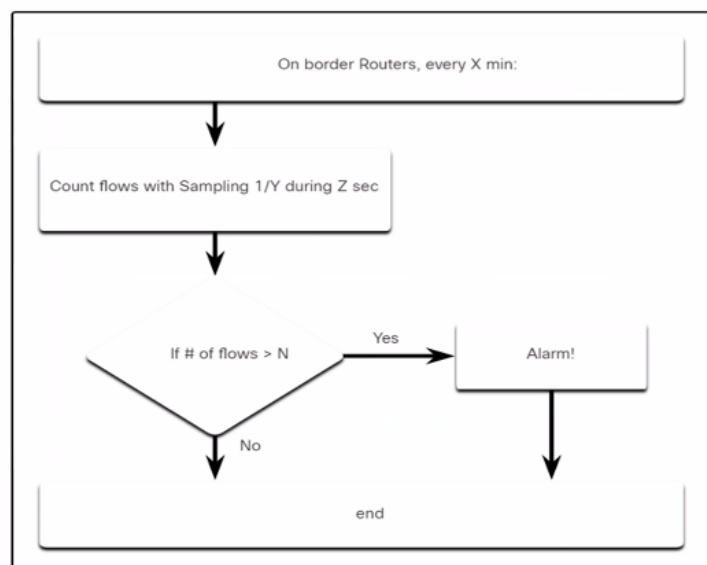 On border Routers, every X min:
Count flows with Sampling 1/Y during Z sec
If # of flows > N
Yes
Alarm!
No
end